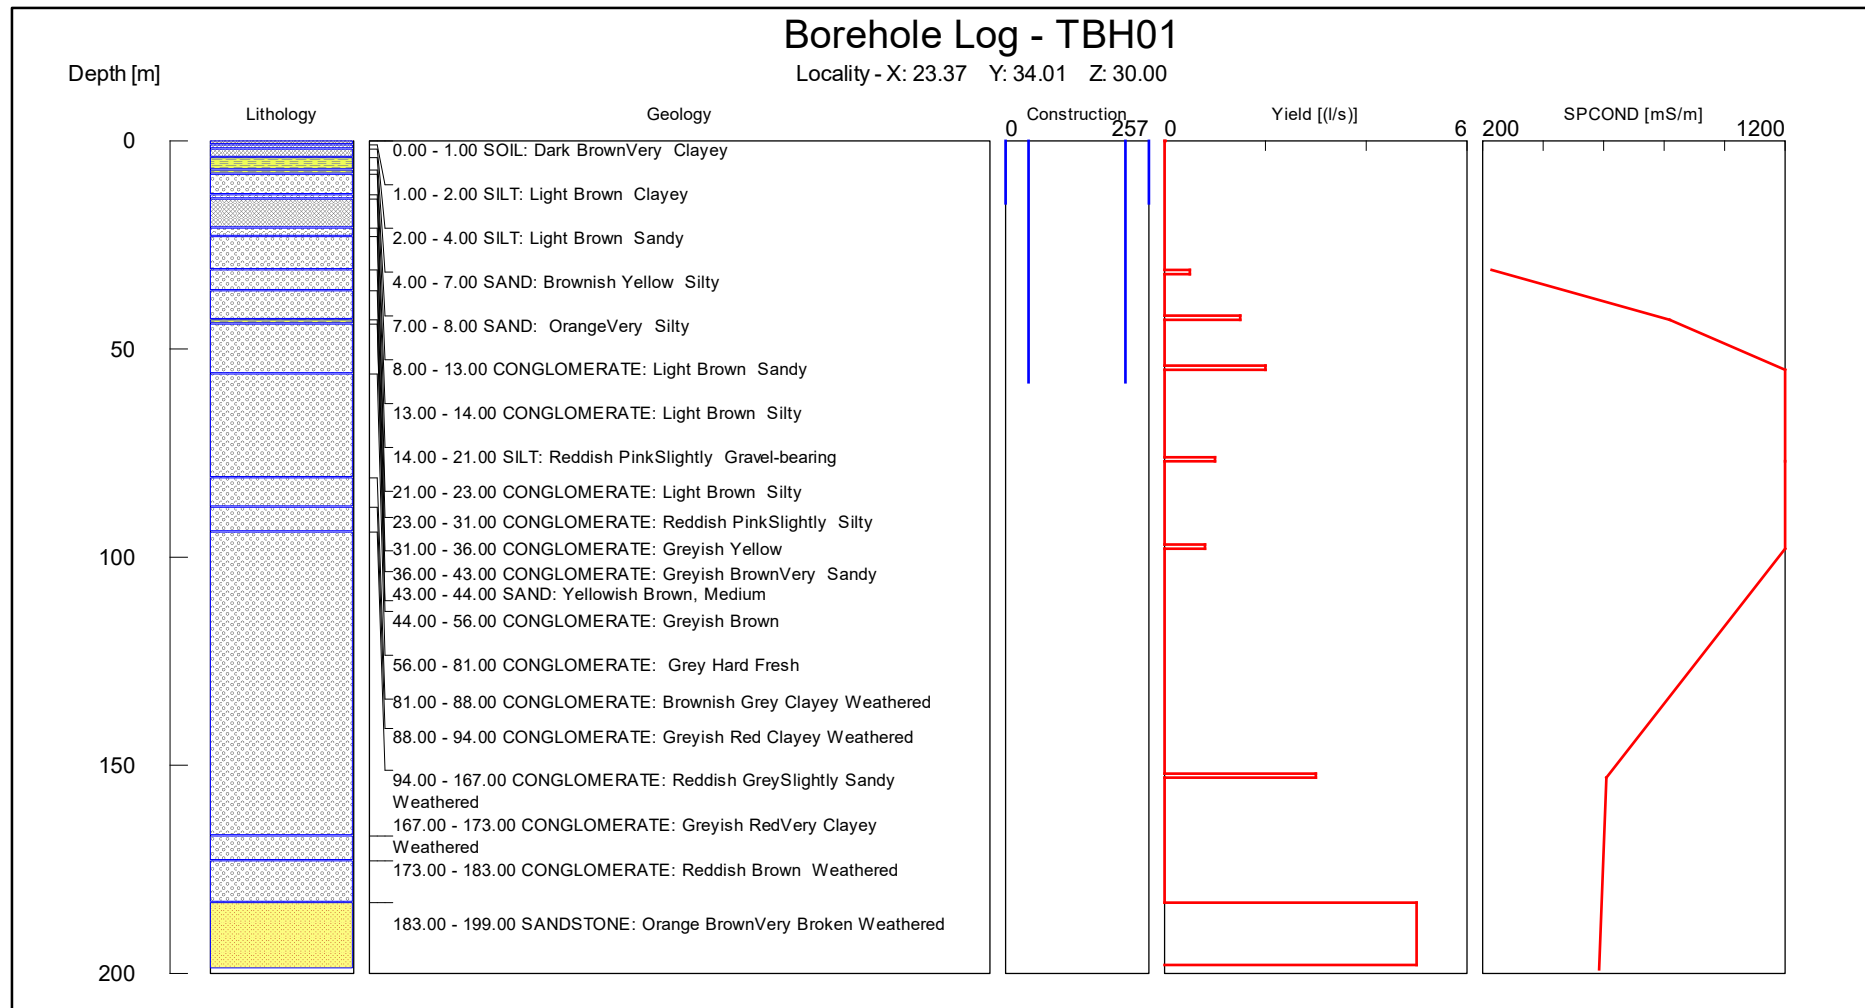 Borehole Log - TBH01
Locality - X: 23.37 Y: 34.01 Z: 30.00
Depth [m]
Lithology
Geology
Construction
Yield [(l/s)]
SPCOND [mS/m]
0 257
0 6
200 1200
0
50
100
150
200
0.00 - 1.00 SOIL: Dark BrownVery Clayey
1.00 - 2.00 SILT: Light Brown Clayey
2.00 - 4.00 SILT: Light Brown Sandy
4.00 - 7.00 SAND: Brownish Yellow Silty
7.00 - 8.00 SAND: OrangeVery Silty
8.00 - 13.00 CONGLOMERATE: Light Brown Sandy
13.00 - 14.00 CONGLOMERATE: Light Brown Silty
14.00 - 21.00 SILT: Reddish PinkSlightly Gravel-bearing
21.00 - 23.00 CONGLOMERATE: Light Brown Silty
23.00 - 31.00 CONGLOMERATE: Reddish PinkSlightly Silty
31.00 - 36.00 CONGLOMERATE: Greyish Yellow
36.00 - 43.00 CONGLOMERATE: Greyish BrownVery Sandy
43.00 - 44.00 SAND: Yellowish Brown, Medium
44.00 - 56.00 CONGLOMERATE: Greyish Brown
56.00 - 81.00 CONGLOMERATE: Grey Hard Fresh
81.00 - 88.00 CONGLOMERATE: Brownish Grey Clayey Weathered
88.00 - 94.00 CONGLOMERATE: Greyish Red Clayey Weathered
94.00 - 167.00 CONGLOMERATE: Reddish GreySlightly Sandy
Weathered
167.00 - 173.00 CONGLOMERATE: Greyish RedVery Clayey
Weathered
173.00 - 183.00 CONGLOMERATE: Reddish Brown Weathered
183.00 - 199.00 SANDSTONE: Orange BrownVery Broken Weathered